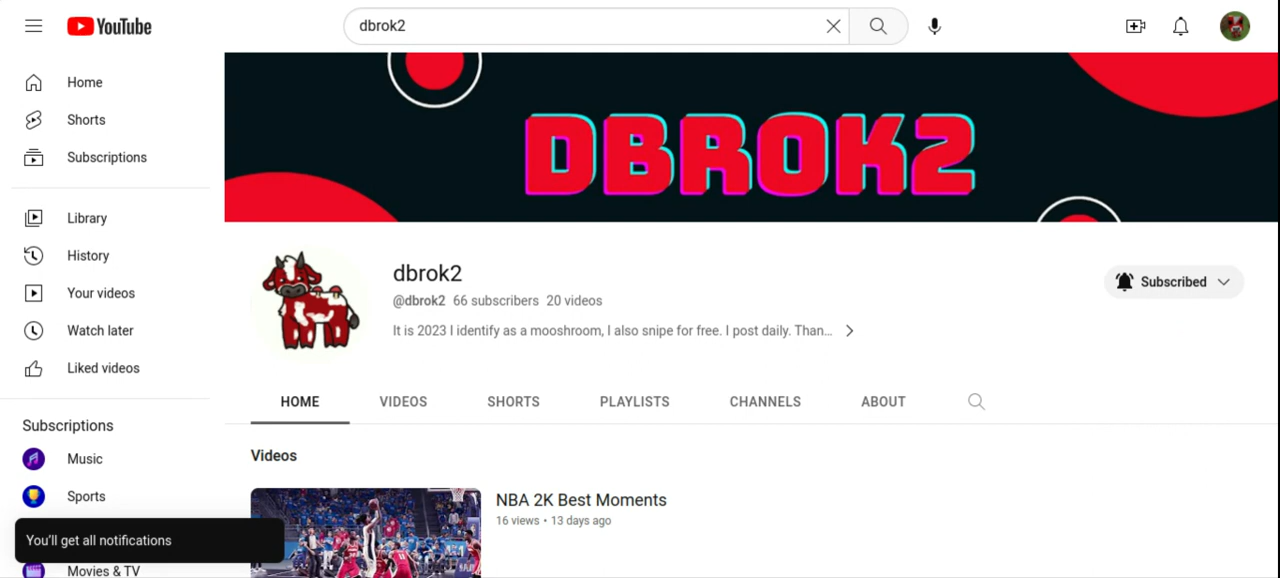 YouTube
dbrok2
Home
Shorts
Subscriptions
Library
History
Your videos
Watch later
Liked videos
Subscriptions
Music
Sports
You'll get all notifications
Movies & TV
DBROK2
dbrok2
@dbrok2 66 subscribers 20 videos
It is 2023 I identify as a mooshroom, I also snipe for free. I post daily. Than...
Subscribed
HOME VIDEOS SHORTS PLAYLISTS CHANNELS ABOUT
Videos
NBA 2K Best Moments
16 views • 13 days ago